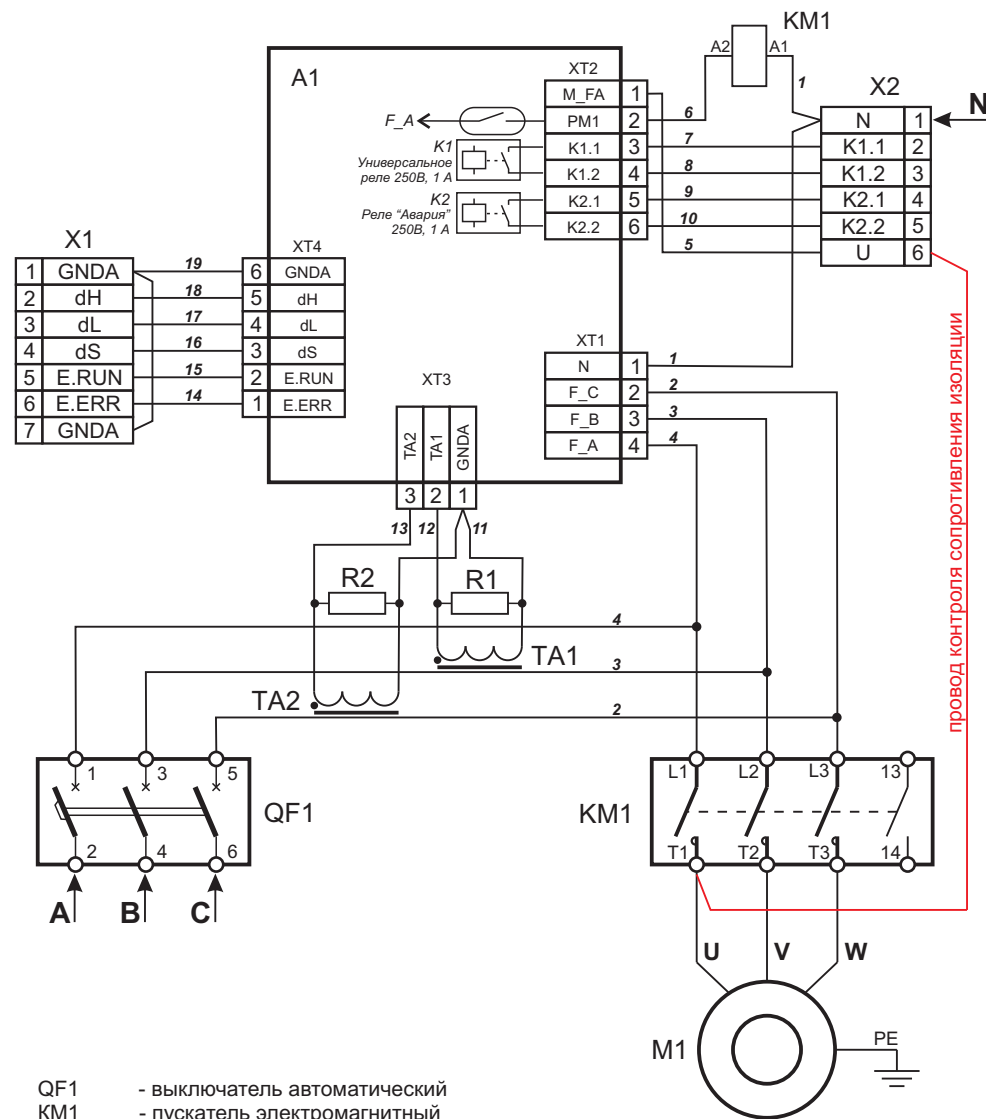 KM1
A2 A1
1
A1
XT2
M_FA 1
PM1 2
K1.1 3
K1.2 4
K2.1 5
K2.2 6
F_A
K1
Универсальное
реле 250В, 1 А
K2
Реле "Авария"
250В, 1 А
6
7
8
9
10
5
X2
N 1
K1.1 2
K1.2 3
K2.1 4
K2.2 5
U 6
N
X1
1 GNDA
2 dH
3 dL
4 dS
5 E.RUN
6 E.ERR
7 GNDA
19
18
17
16
15
14
XT4
6 GNDA
5 dH
4 dL
3 dS
2 E.RUN
1 E.ERR
XT1
N 1
F_C 2
F_B 3
F_A 4
1
2
3
4
XT3
TA2 TA1 GNDA
3 2 1
13 12 11
R2 R1
TA1
TA2
4
3
2
провод контроля сопротивления изоляции
1 3 5
QF1
2 4 6
A B C
L1 L2 L3 13
KM1
T1 T2 T3 14
U V W
M1
PE
QF1 - выключатель автоматический
КМ1 - пускатель электромагнитный